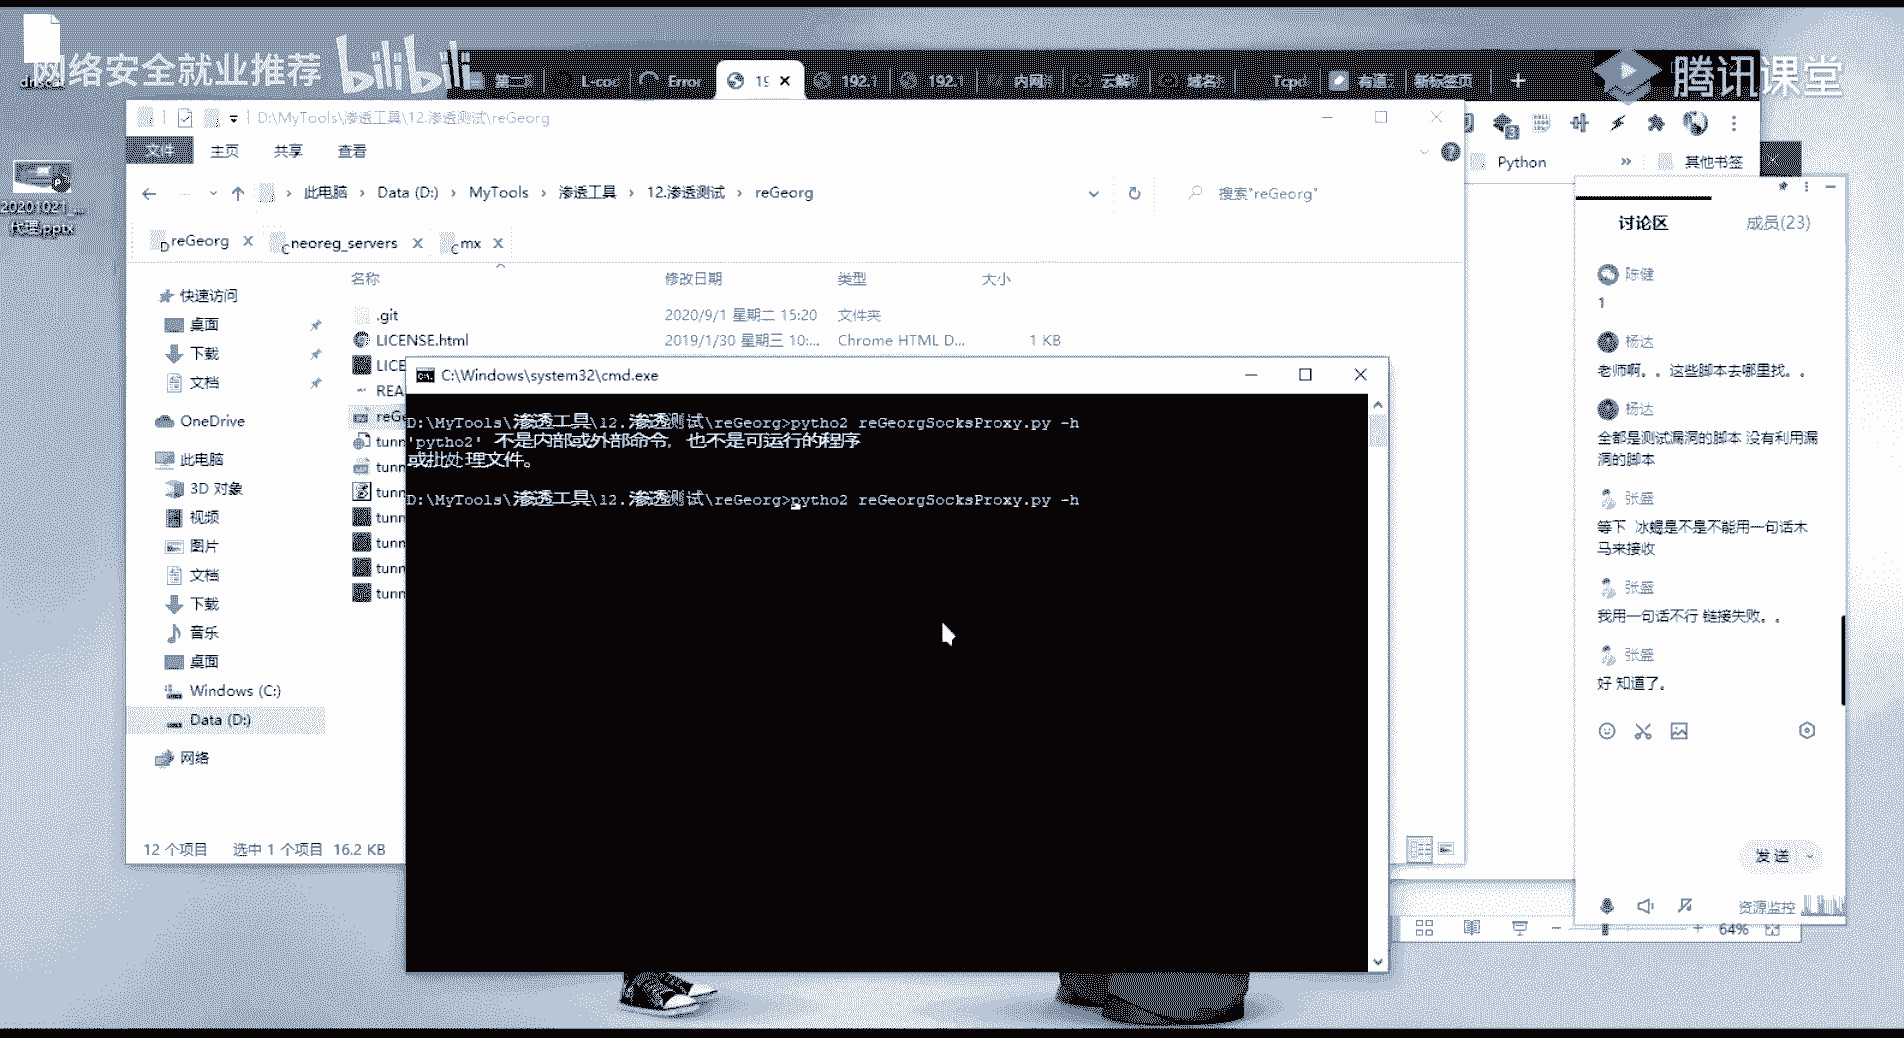 网络安全就业推荐
bilibili
腾讯课堂
第二
L-cos
Error
19
192.1
192.1
内网
云解
域名
Tcpd
有道
新标签页
Python
其他书签
代理.pptx
D:\MyTools\渗透工具\12.渗透测试\reGeorg
文件
主页
共享
查看
此电脑 › Data (D:) › MyTools › 渗透工具 › 12.渗透测试 › reGeorg
搜索"reGeorg"
reGeorg
neoreg_servers
cmx
名称
修改日期
类型
大小
快速访问
桌面
下载
文档
OneDrive
此电脑
3D 对象
视频
图片
文档
下载
音乐
桌面
Windows (C:)
Data (D:)
网络
.git
2020/9/1 星期二 15:20
文件夹
LICENSE.html
2019/1/30 星期三 10:...
Chrome HTML D...
1 KB
LICE
REA
reGe
tunn
tunn
tunn
tunn
tunn
tunn
tunn
12 个项目
选中 1 个项目 16.2 KB
C:\Windows\system32\cmd.exe
D:\MyTools\渗透工具\12.渗透测试\reGeorg>pytho2 reGeorgSocksProxy.py -h
'pytho2' 不是内部或外部命令，也不是可运行的程序
或批处理文件。
D:\MyTools\渗透工具\12.渗透测试\reGeorg>pytho2 reGeorgSocksProxy.py -h
讨论区
成员(23)
陈健
1
杨达
老师啊。。这些脚本去哪里找。。
杨达
全都是测试漏洞的脚本 没有利用漏
洞的脚本
张盛
等下 冰蝎是不是不能用一句话木
马来接收
张盛
我用一句话不行 链接失败。。
张盛
好 知道了。
发送
资源监控
64%